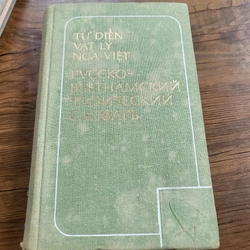 TỪ ĐIỂN
VẬT LÝ
NGA-VIỆT
РУССКО-
ВЬЕТНАМСКИЙ
ФИЗИЧЕСКИЙ
СЛОВАРЬ